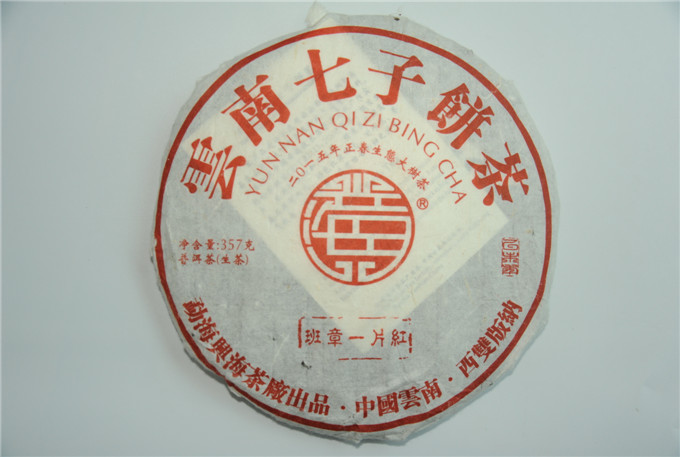 雲南七子餅茶
YUN NAN QI ZI BING CHA
二〇一五年正春生態大樹茶
®
净含量:357克
普洱茶(生茶)
班章一片紅
勐海興海茶廠出品·中國雲南·西雙版納